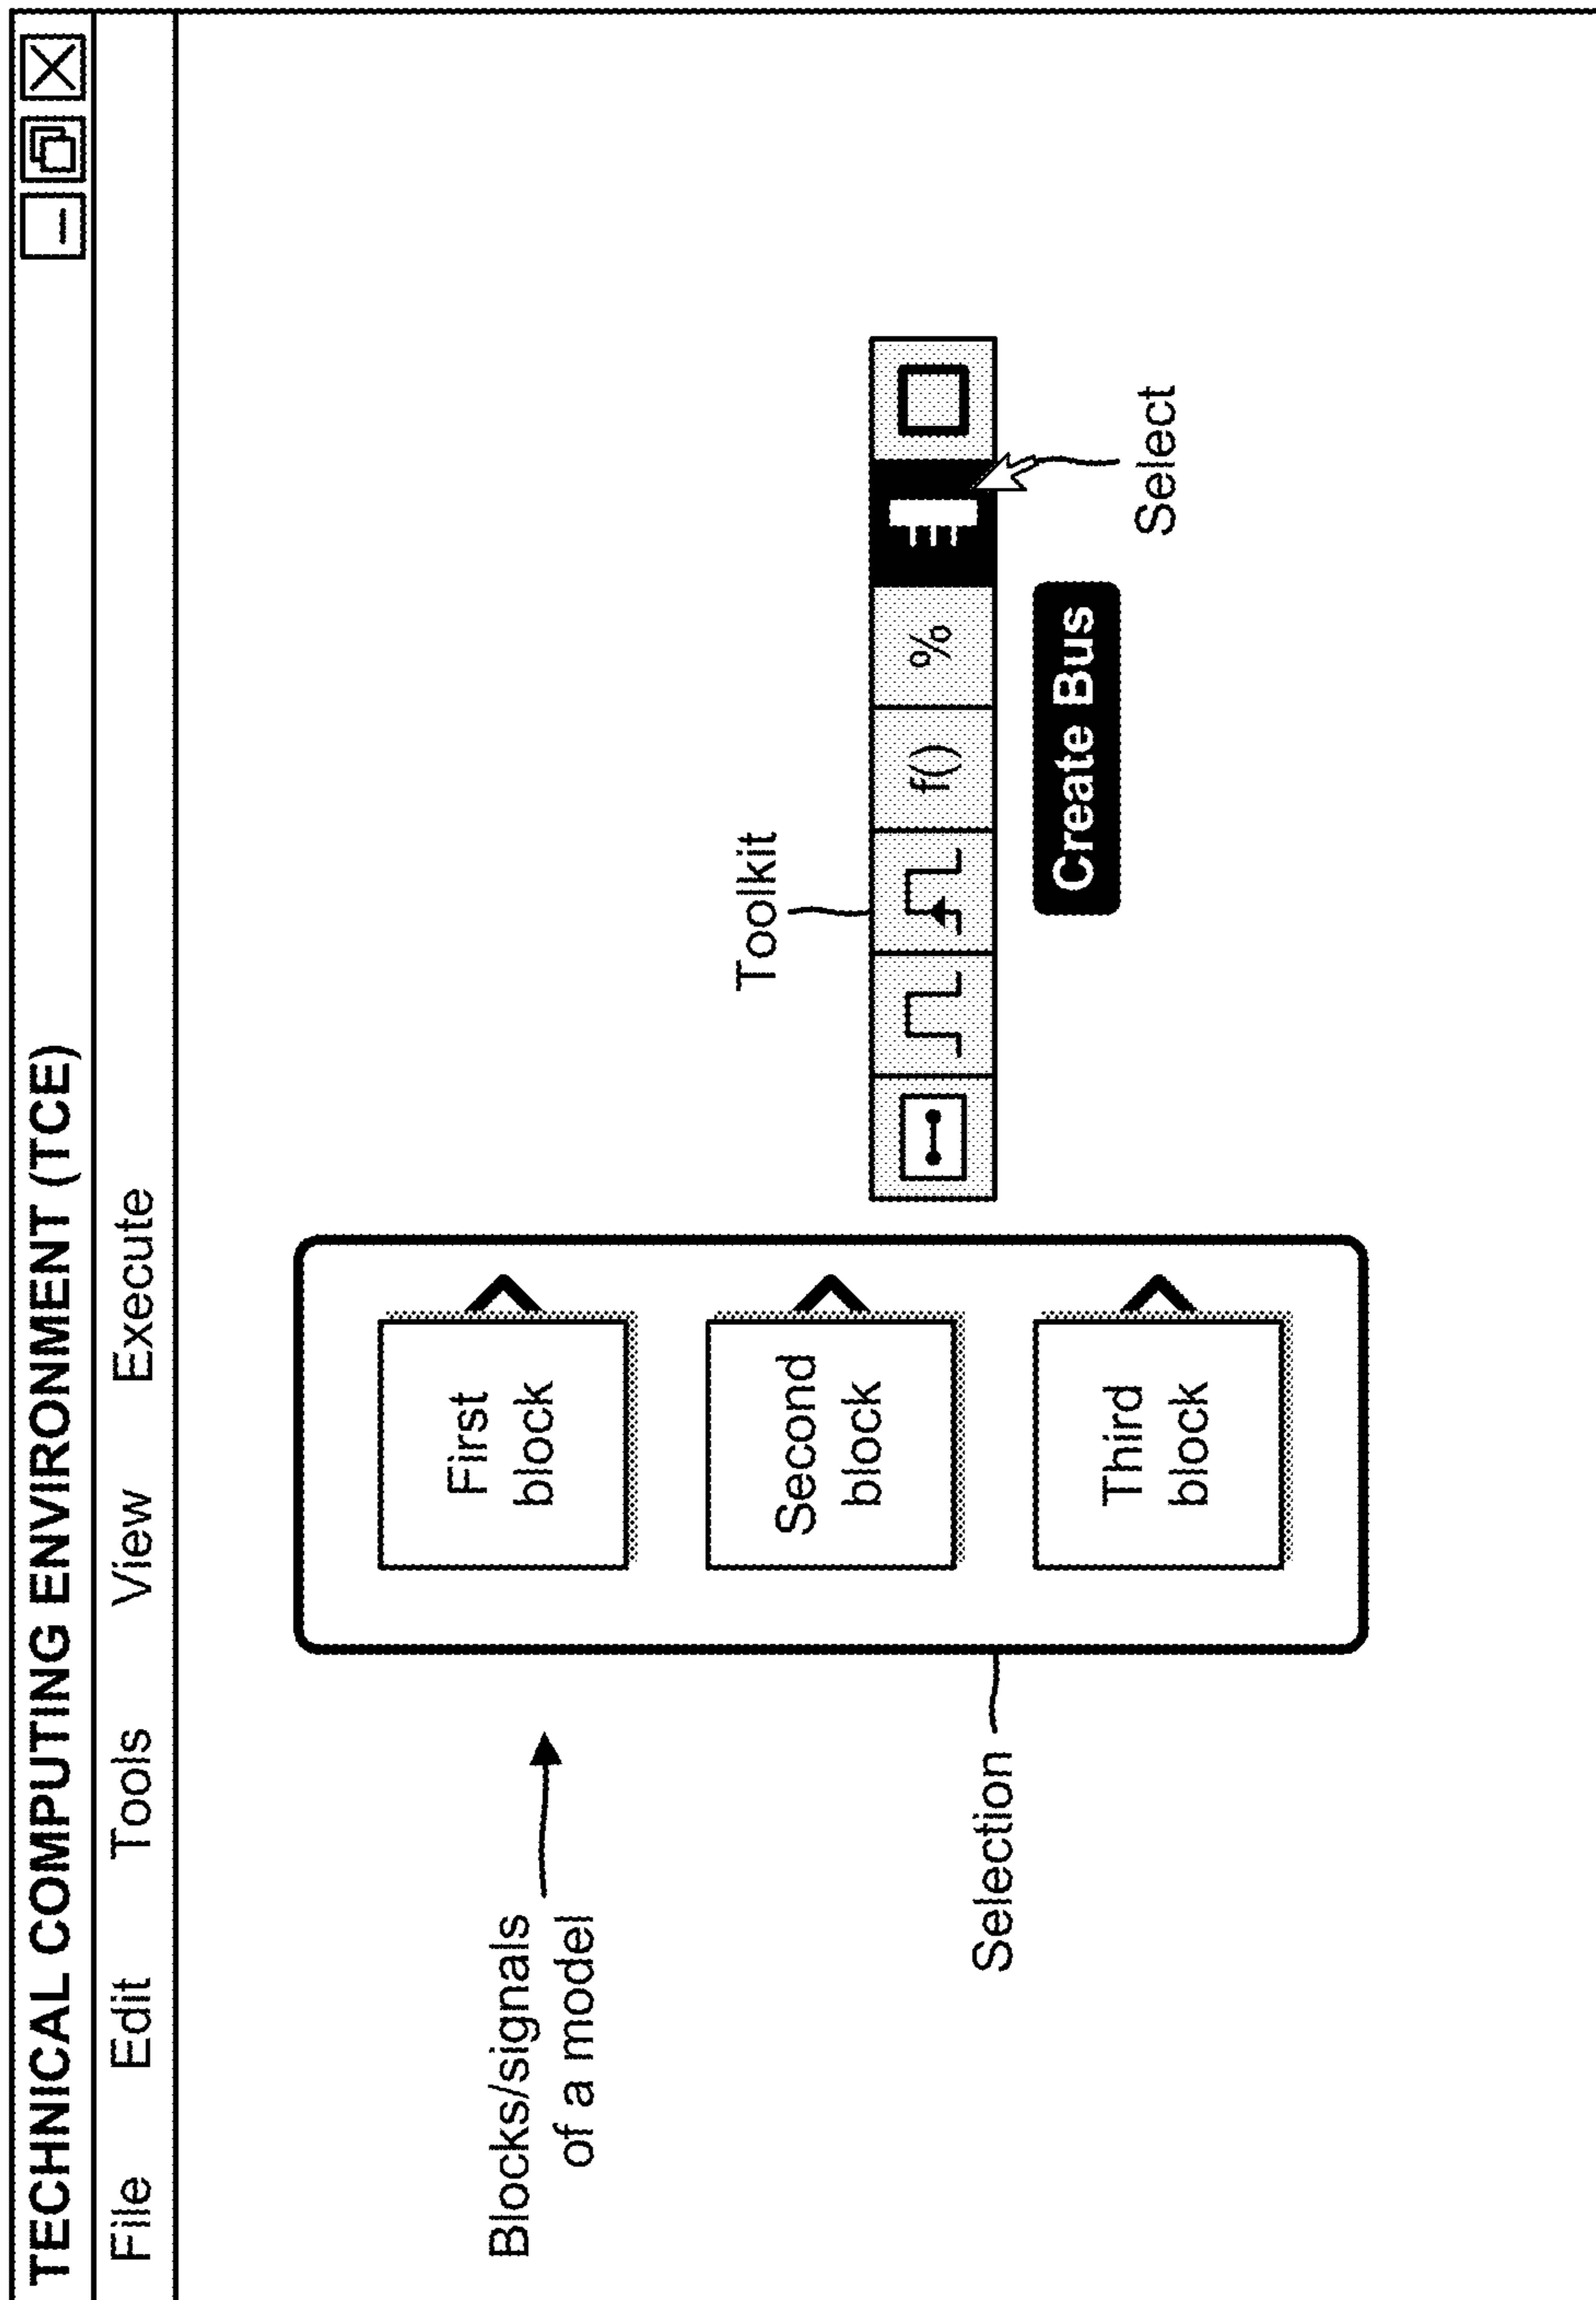 TECHNICAL COMPUTING ENVIRONMENT (TCE)
File Edit Tools View Execute
Blocks/signals
of a model
First
block
Second
block
Third
block
Selection
Toolkit
f()
%
Create Bus
Select